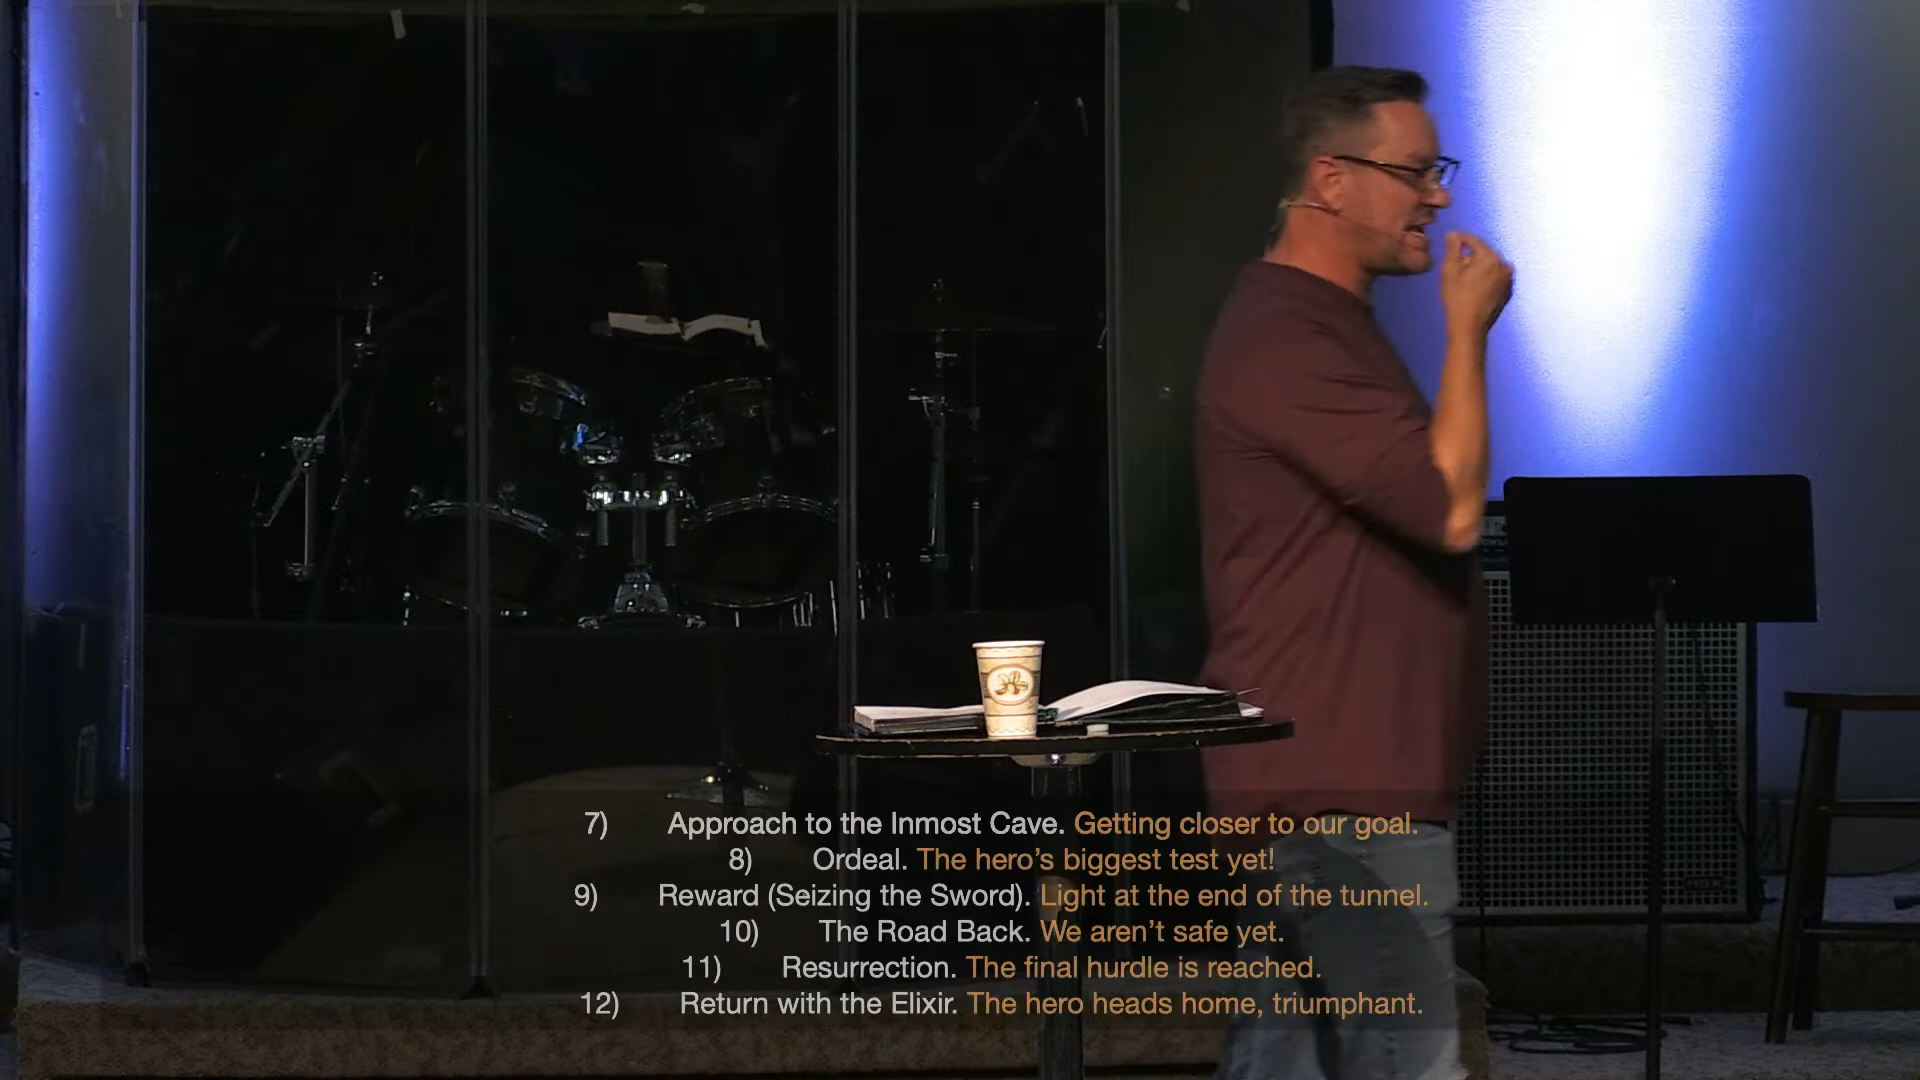 7) Approach to the Inmost Cave. Getting closer to our goal.
8) Ordeal. The hero’s biggest test yet!
9) Reward (Seizing the Sword). Light at the end of the tunnel.
10) The Road Back. We aren’t safe yet.
11) Resurrection. The final hurdle is reached.
12) Return with the Elixir. The hero heads home, triumphant.